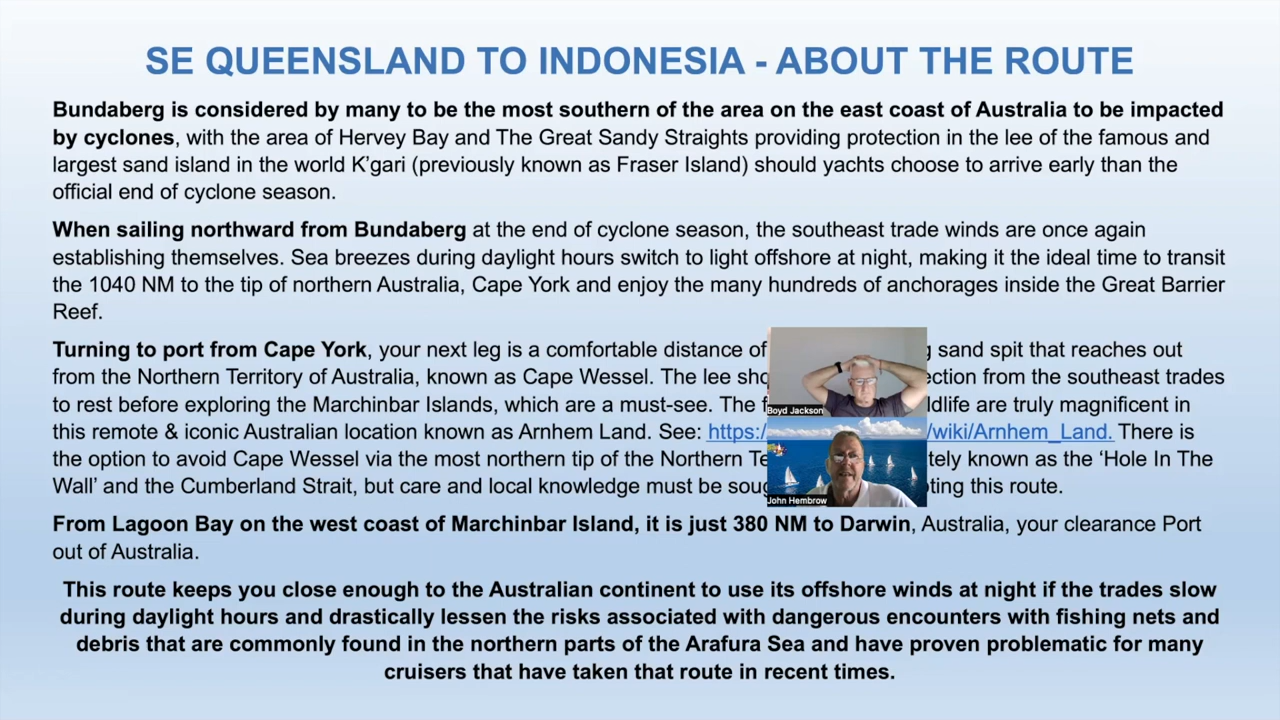 SE QUEENSLAND TO INDONESIA - ABOUT THE ROUTE
Bundaberg is considered by many to be the most southern of the area on the east coast of Australia to be impacted
by cyclones, with the area of Hervey Bay and The Great Sandy Straights providing protection in the lee of the famous and
largest sand island in the world K'gari (previously known as Fraser Island) should yachts choose to arrive early than the
official end of cyclone season.
When sailing northward from Bundaberg at the end of cyclone season, the southeast trade winds are once again
establishing themselves. Sea breezes during daylight hours switch to light offshore at night, making it the ideal time to transit
the 1040 NM to the tip of northern Australia, Cape York and enjoy the many hundreds of anchorages inside the Great Barrier
Reef.
Turning to port from Cape York, your next leg is a comfortable distance of sand spit that reaches out
from the Northern Territory of Australia, known as Cape Wessel. The lee from the southeast trades
to rest before exploring the Marchinbar Islands, which are a must-see. The are truly magnificent in
this remote & iconic Australian location known as Arnhem Land. See: https:/ /wiki/Arnhem_Land. There is
the option to avoid Cape Wessel via the most northern tip of the Northern known as the 'Hole In The
Wall' and the Cumberland Strait, but care and local knowledge must be this route.
Boyd Jackson
John Hembrow
From Lagoon Bay on the west coast of Marchinbar Island, it is just 380 NM to Darwin, Australia, your clearance Port
out of Australia.
This route keeps you close enough to the Australian continent to use its offshore winds at night if the trades slow
during daylight hours and drastically lessen the risks associated with dangerous encounters with fishing nets and
debris that are commonly found in the northern parts of the Arafura Sea and have proven problematic for many
cruisers that have taken that route in recent times.